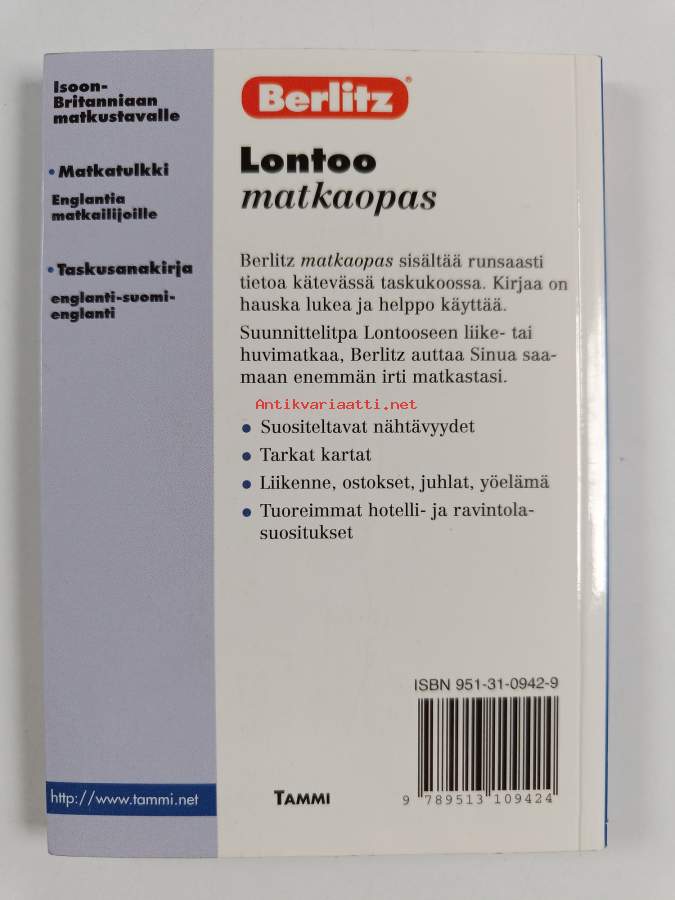 Isoon-
Britanniaan
matkustavalle
• Matkatulkki
Englantia
matkailijoille
• Taskusanakirja
englanti-suomi-
englanti
http://www.tammi.net
Berlitz®
Lontoo
matkaopas
Berlitz matkaopas sisältää runsaasti
tietoa kätevässä taskukoossa. Kirjaa on
hauska lukea ja helppo käyttää.
Suunnittelitpa Lontooseen liike- tai
huvimatkaa, Berlitz auttaa Sinua saa-
maan enemmän irti matkastasi.
Antikvariaatti.net
• Suositeltavat nähtävyydet
• Tarkat kartat
• Liikenne, ostokset, juhlat, yöelämä
• Tuoreimmat hotelli- ja ravintola-
suositukset
ISBN 951-31-0942-9
TAMMI
9 789513 109424